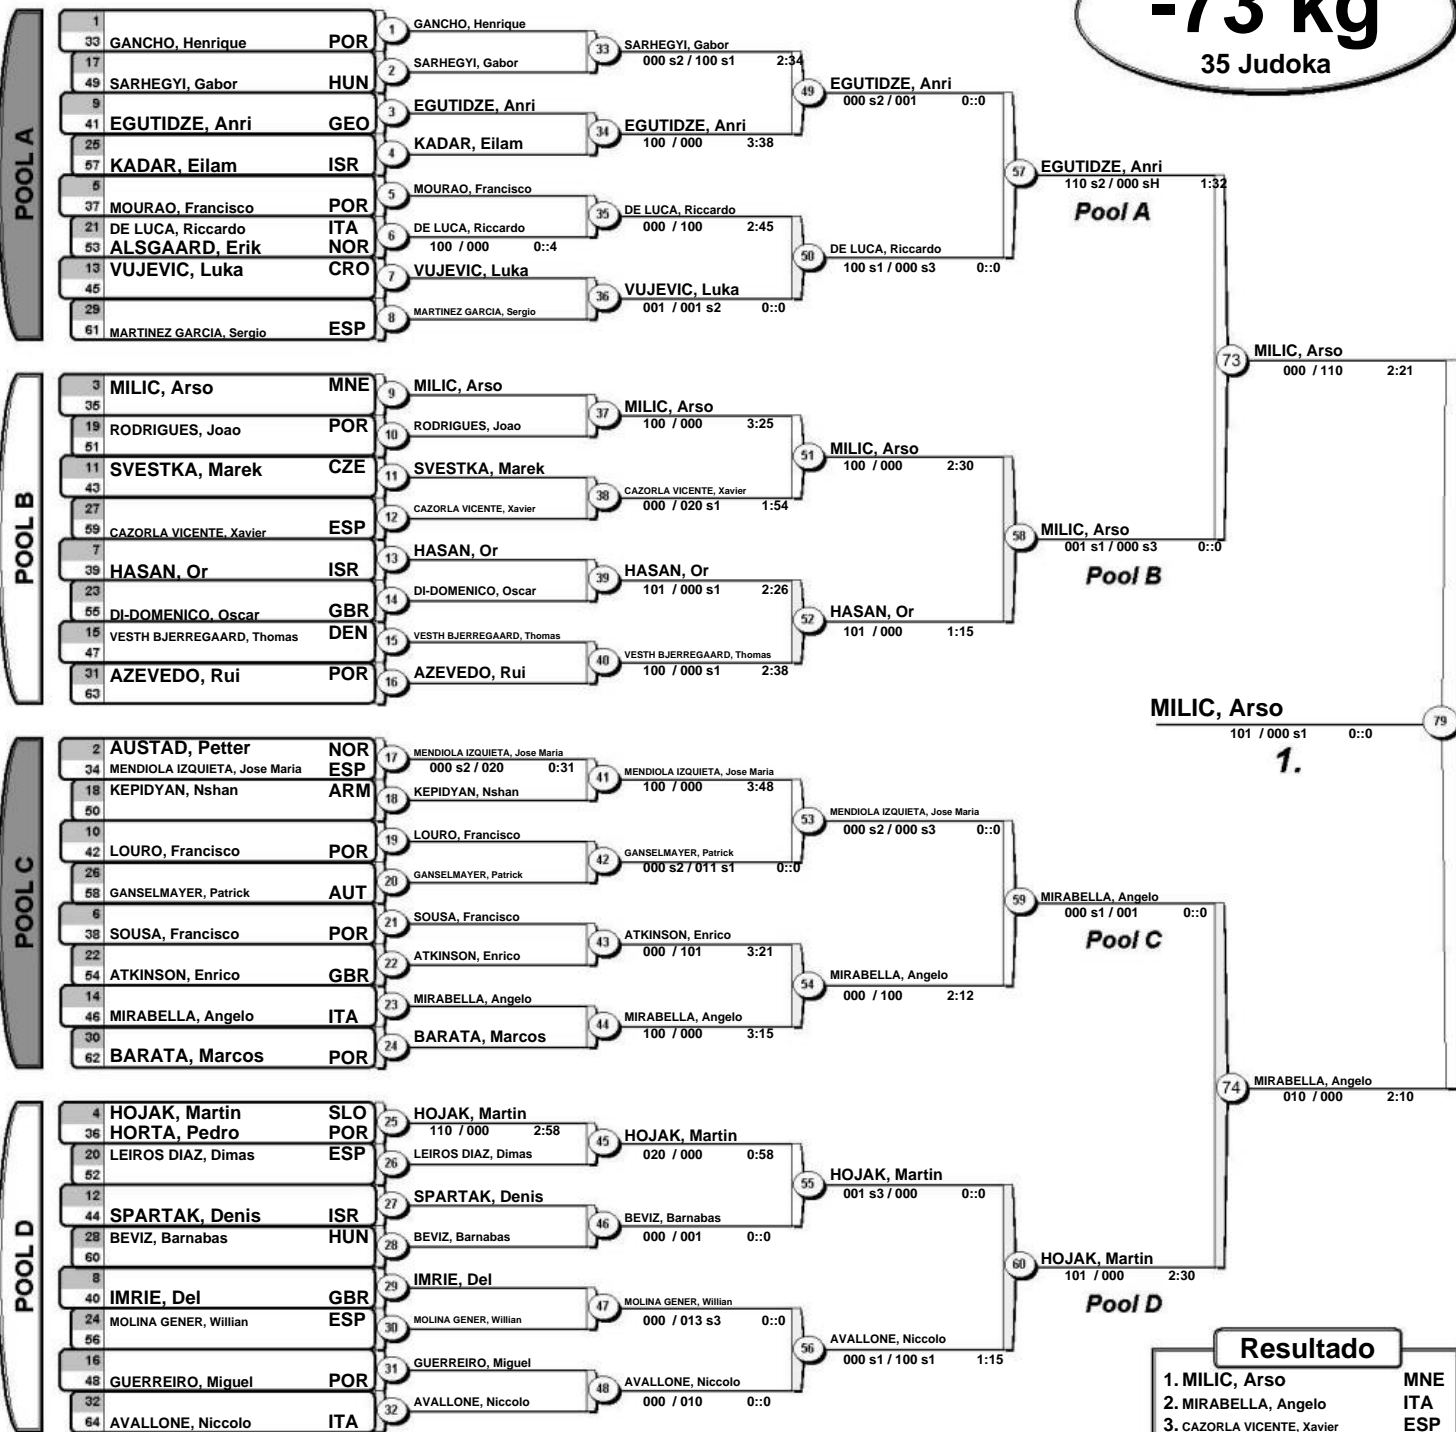 -73 kg
35 Judoka
POOL A
1
33 GANCHO, Henrique POR
17
49 SARHEGYI, Gabor HUN
9
41 EGUTIDZE, Anri GEO
25
57 KADAR, Eilam ISR
5
37 MOURAO, Francisco POR
21 DE LUCA, Riccardo ITA
53 ALSGAARD, Erik NOR
13 VUJEVIC, Luka CRO
45
29
61 MARTINEZ GARCIA, Sergio ESP
1 GANCHO, Henrique
2 SARHEGYI, Gabor
3 EGUTIDZE, Anri
4 KADAR, Eilam
5 MOURAO, Francisco
6 DE LUCA, Riccardo
100 / 000 0::4
7 VUJEVIC, Luka
8 MARTINEZ GARCIA, Sergio
33 SARHEGYI, Gabor
000 s2 / 100 s1 2:34
34 EGUTIDZE, Anri
100 / 000 3:38
35 DE LUCA, Riccardo
000 / 100 2:45
36 VUJEVIC, Luka
001 / 001 s2 0::0
49 EGUTIDZE, Anri
000 s2 / 001 0::0
50 DE LUCA, Riccardo
100 s1 / 000 s3 0::0
57 EGUTIDZE, Anri
110 s2 / 000 sH 1:32
Pool A
POOL B
3 MILIC, Arso MNE
35
19 RODRIGUES, Joao POR
51
11 SVESTKA, Marek CZE
43
27
59 CAZORLA VICENTE, Xavier ESP
7
39 HASAN, Or ISR
23
55 DI-DOMENICO, Oscar GBR
15 VESTH BJERREGAARD, Thomas DEN
47
31 AZEVEDO, Rui POR
63
9 MILIC, Arso
10 RODRIGUES, Joao
11 SVESTKA, Marek
12 CAZORLA VICENTE, Xavier
13 HASAN, Or
14 DI-DOMENICO, Oscar
15 VESTH BJERREGAARD, Thomas
16 AZEVEDO, Rui
37 MILIC, Arso
100 / 000 3:25
38 CAZORLA VICENTE, Xavier
000 / 020 s1 1:54
39 HASAN, Or
101 / 000 s1 2:26
40 VESTH BJERREGAARD, Thomas
100 / 000 s1 2:38
51 MILIC, Arso
100 / 000 2:30
52 HASAN, Or
101 / 000 1:15
58 MILIC, Arso
001 s1 / 000 s3 0::0
Pool B
73 MILIC, Arso
000 / 110 2:21
MILIC, Arso 79
101 / 000 s1 0::0
1.
POOL C
2 AUSTAD, Petter NOR
34 MENDIOLA IZQUIETA, Jose Maria ESP
18 KEPIDYAN, Nshan ARM
50
10
42 LOURO, Francisco POR
26
58 GANSELMAYER, Patrick AUT
6
38 SOUSA, Francisco POR
22
54 ATKINSON, Enrico GBR
14
46 MIRABELLA, Angelo ITA
30
62 BARATA, Marcos POR
17 MENDIOLA IZQUIETA, Jose Maria
000 s2 / 020 0:31
18 KEPIDYAN, Nshan
19 LOURO, Francisco
20 GANSELMAYER, Patrick
21 SOUSA, Francisco
22 ATKINSON, Enrico
23 MIRABELLA, Angelo
24 BARATA, Marcos
41 MENDIOLA IZQUIETA, Jose Maria
100 / 000 3:48
42 GANSELMAYER, Patrick
000 s2 / 011 s1 0::0
43 ATKINSON, Enrico
000 / 101 3:21
44 MIRABELLA, Angelo
100 / 000 3:15
53 MENDIOLA IZQUIETA, Jose Maria
000 s2 / 000 s3 0::0
54 MIRABELLA, Angelo
000 / 100 2:12
59 MIRABELLA, Angelo
000 s1 / 001 0::0
Pool C
POOL D
4 HOJAK, Martin SLO
36 HORTA, Pedro POR
20 LEIROS DIAZ, Dimas ESP
52
12
44 SPARTAK, Denis ISR
28 BEVIZ, Barnabas HUN
60
8
40 IMRIE, Del GBR
24 MOLINA GENER, Willian ESP
56
16
48 GUERREIRO, Miguel POR
32
64 AVALLONE, Niccolo ITA
25 HOJAK, Martin
110 / 000 2:58
26 LEIROS DIAZ, Dimas
27 SPARTAK, Denis
28 BEVIZ, Barnabas
29 IMRIE, Del
30 MOLINA GENER, Willian
31 GUERREIRO, Miguel
32 AVALLONE, Niccolo
45 HOJAK, Martin
020 / 000 0:58
46 BEVIZ, Barnabas
000 / 001 0::0
47 MOLINA GENER, Willian
000 / 013 s3 0::0
48 AVALLONE, Niccolo
000 / 010 0::0
55 HOJAK, Martin
001 s3 / 000 0::0
56 AVALLONE, Niccolo
000 s1 / 100 s1 1:15
60 HOJAK, Martin
101 / 000 2:30
Pool D
74 MIRABELLA, Angelo
010 / 000 2:10
Resultado
1. MILIC, Arso MNE
2. MIRABELLA, Angelo ITA
3. CAZORLA VICENTE, Xavier ESP